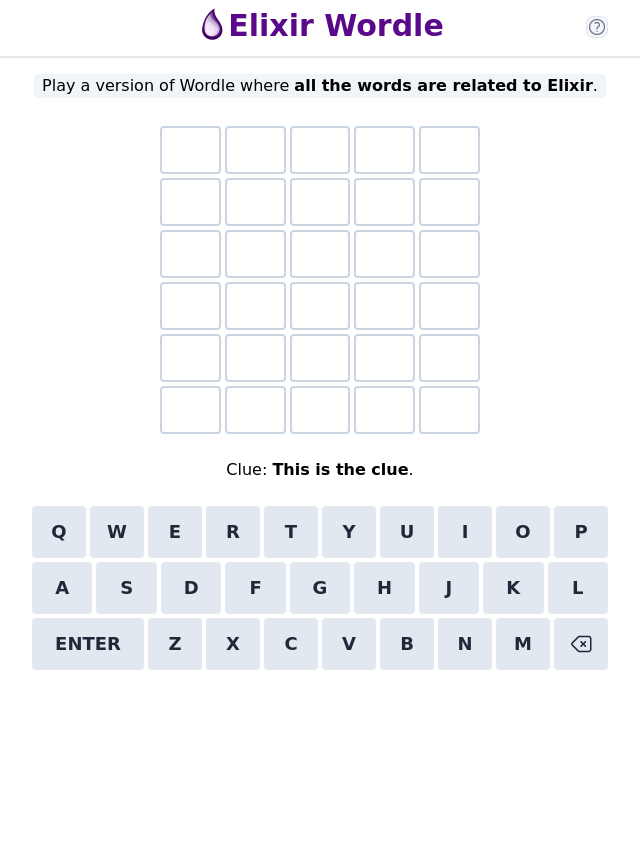 Elixir Wordle
?
Play a version of Wordle where all the words are related to Elixir.
Clue: This is the clue.
Q W E R T Y U I O P
A S D F G H J K L
ENTER Z X C V B N M